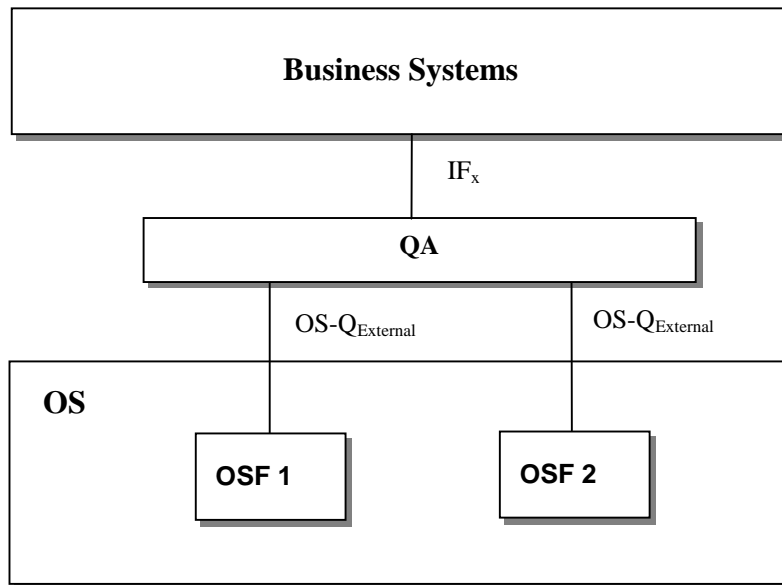 Business Systems
IFx
QA
OS-QExternal
OS-QExternal
OS
OSF 1
OSF 2